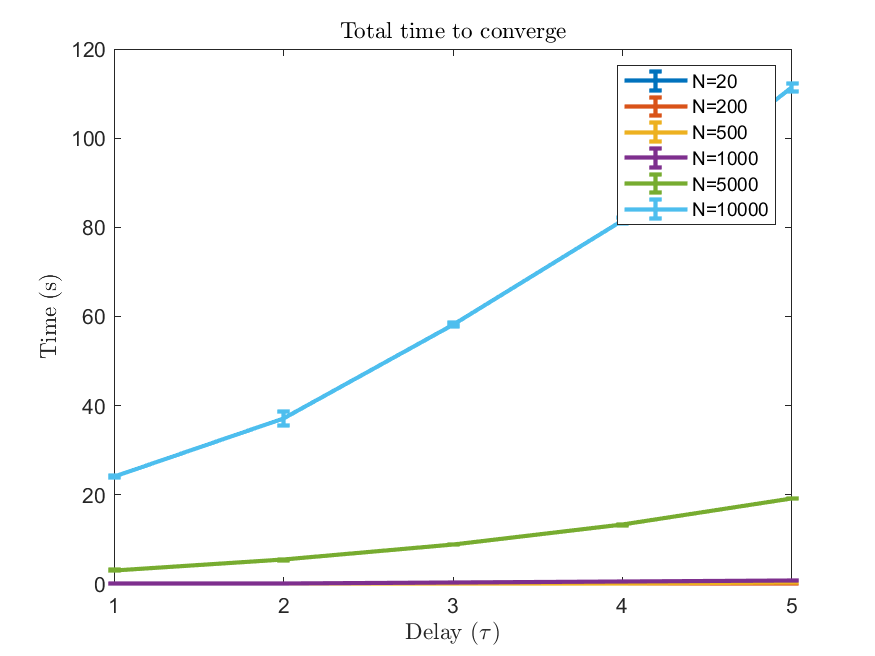 Total time to converge
120
100
80
60
40
20
0
Time (s)
N=20
N=200
N=500
N=1000
N=5000
N=10000
1 2 3 4 5
Delay (τ)